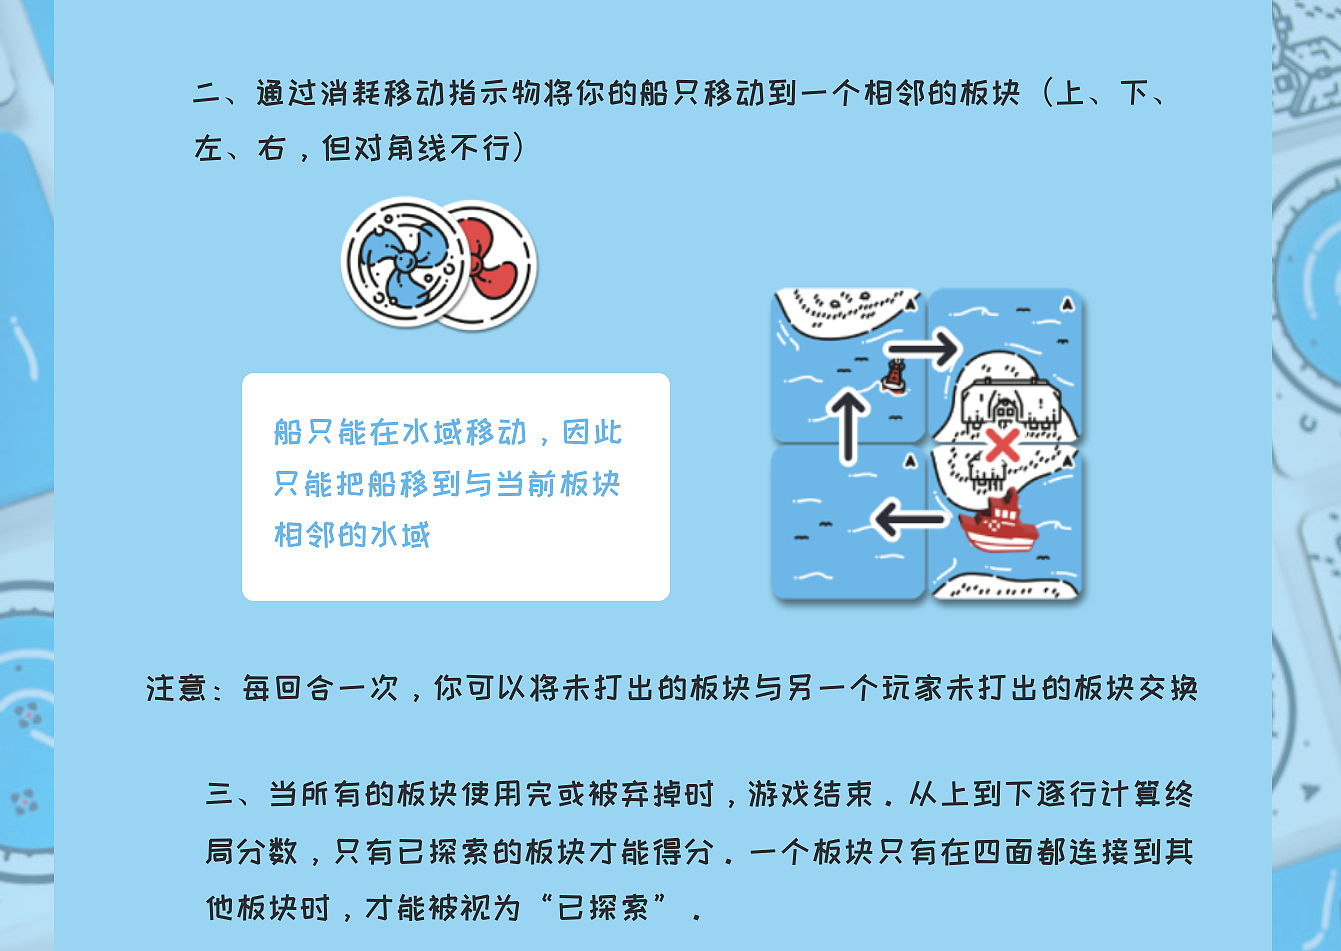 二、通过消耗移动指示物将你的船只移动到一个相邻的板块（上、下、
左、右，但对角线不行）
A
A
船只能在水域移动，因此
只能把船移到与当前板块
相邻的水域
A
A
注意：每回合一次，你可以将未打出的板块与另一个玩家未打出的板块交换
三、当所有的板块使用完或被弃掉时，游戏结束．从上到下逐行计算终
局分数，只有已探索的板块才能得分．一个板块只有在四面都连接到其
他板块时，才能被视为“已探索”．